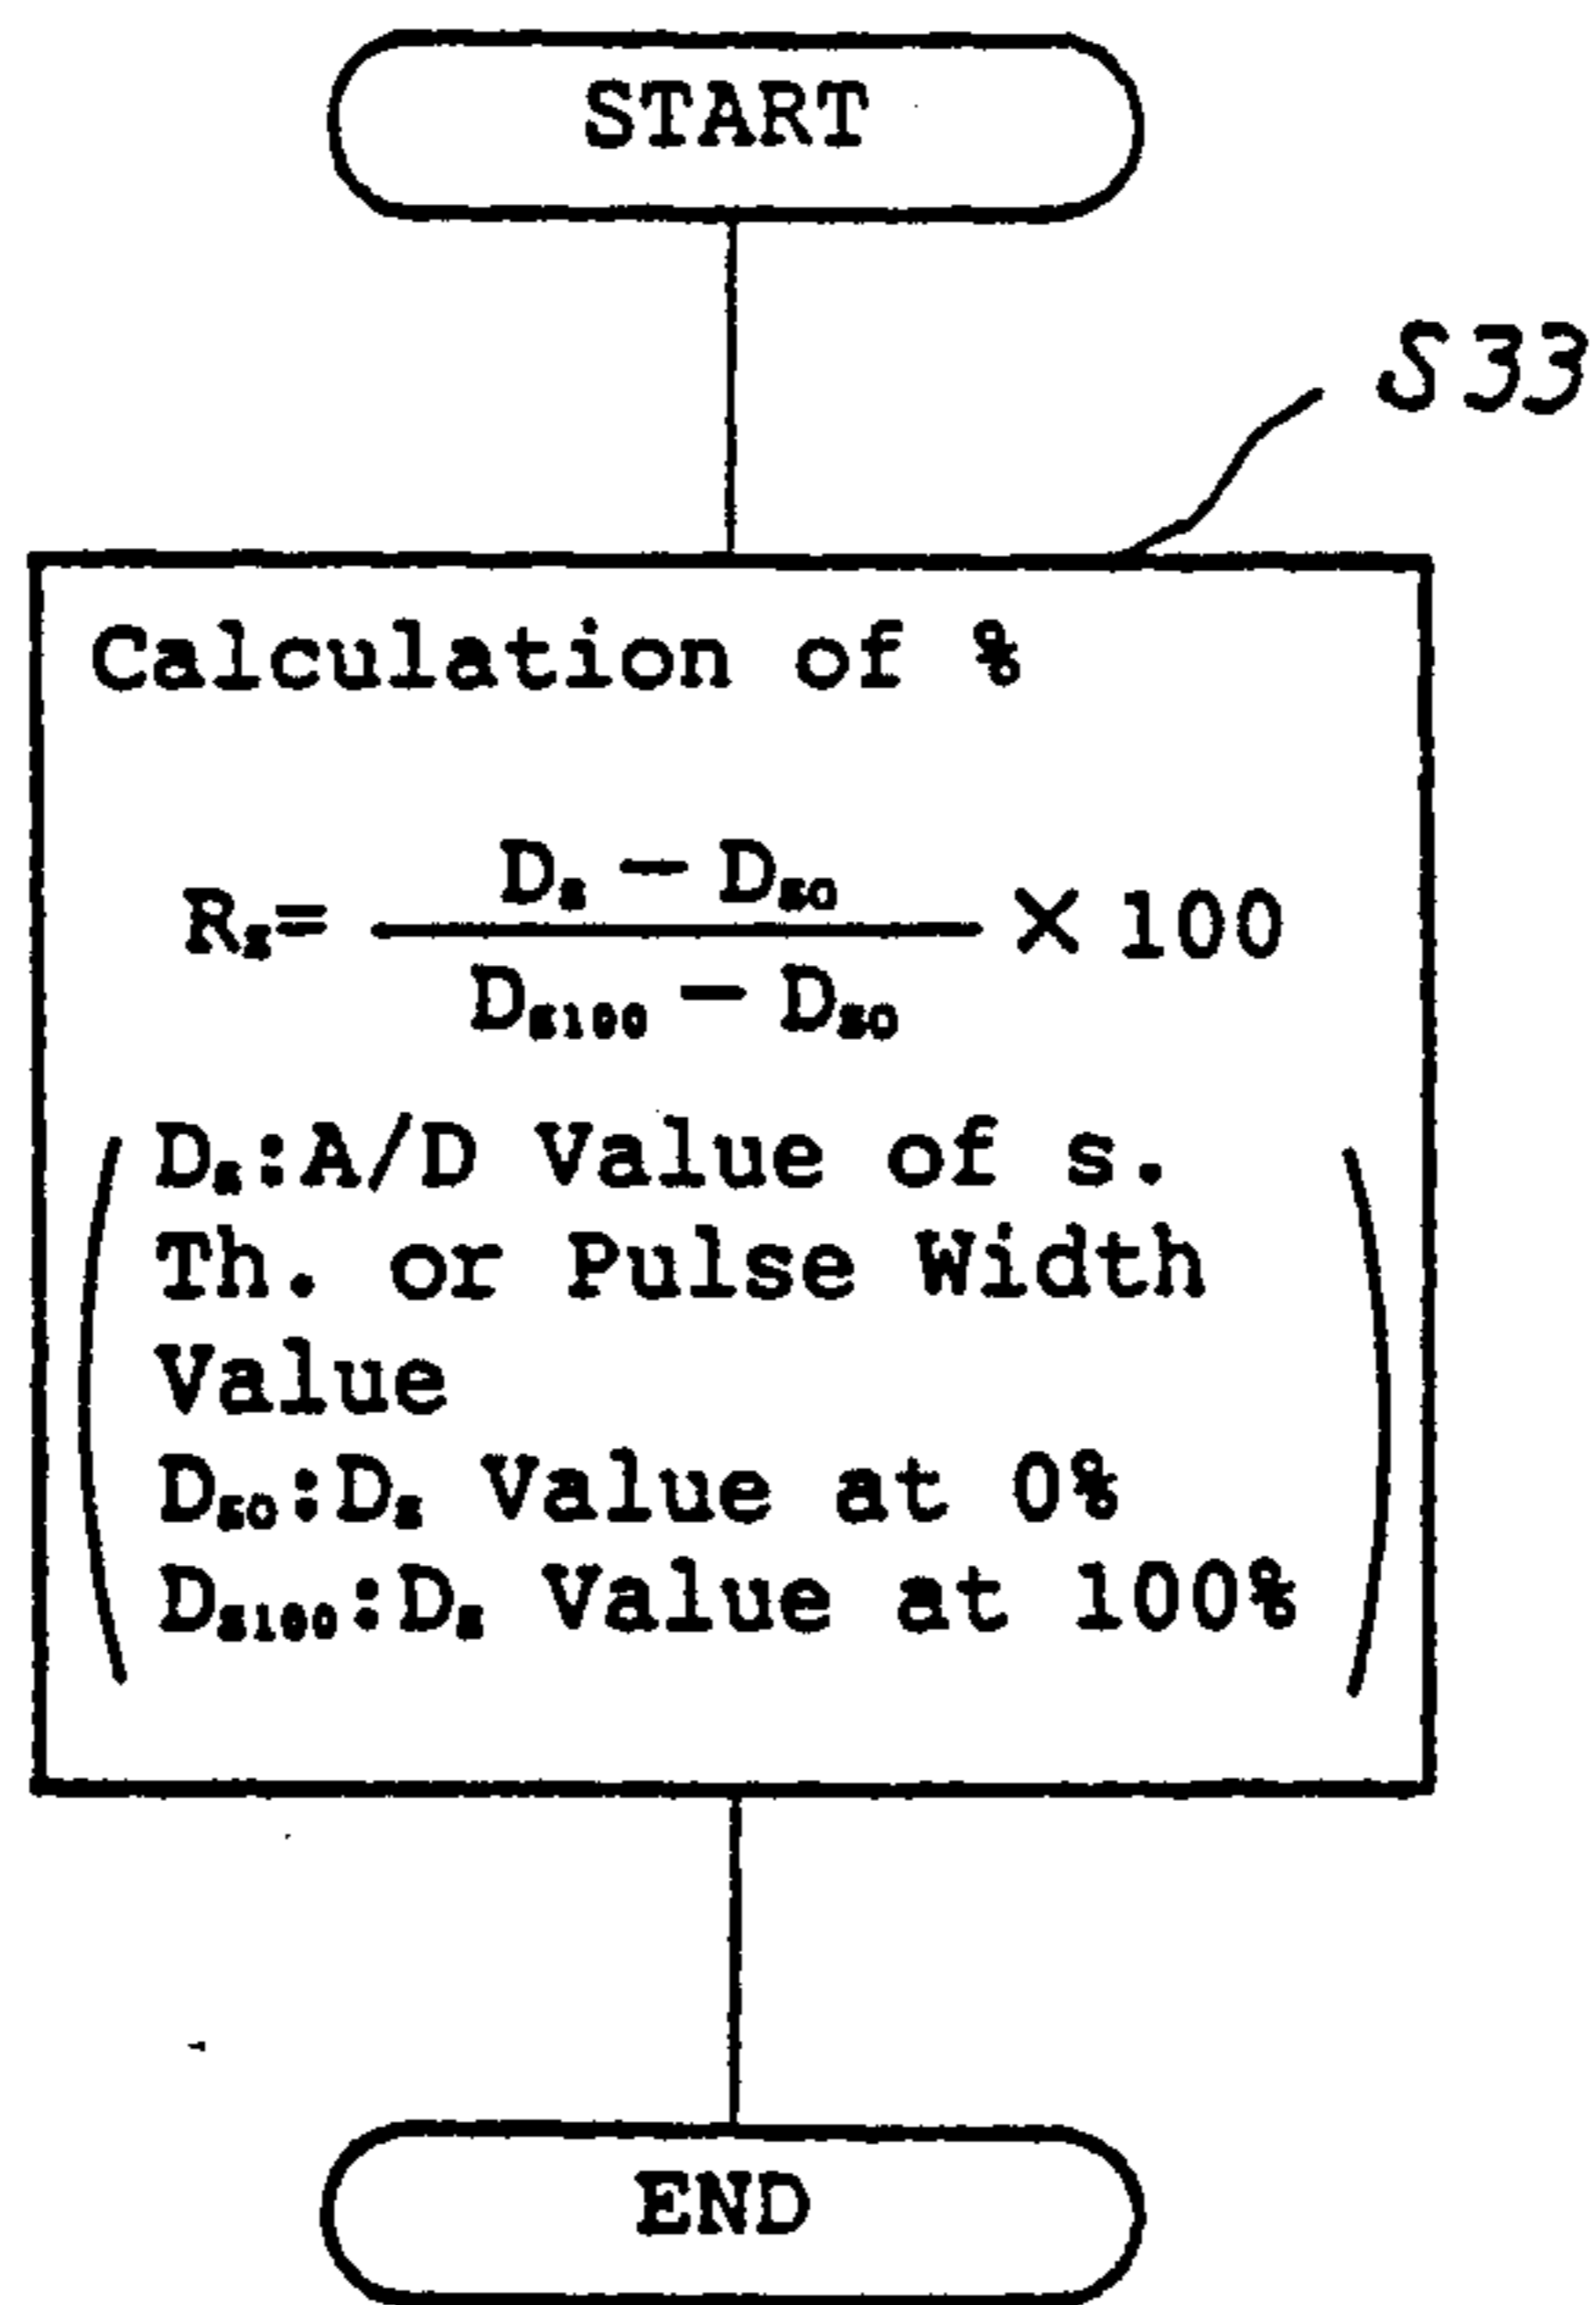 START
S33
Calculation of %
Rs= (Ds − Ds0) / (Ds100 − Ds0) × 100
Ds:A/D Value of s.
Th. or Pulse Width
Value
Ds0:Ds Value at 0%
Ds100:Ds Value at 100%
END